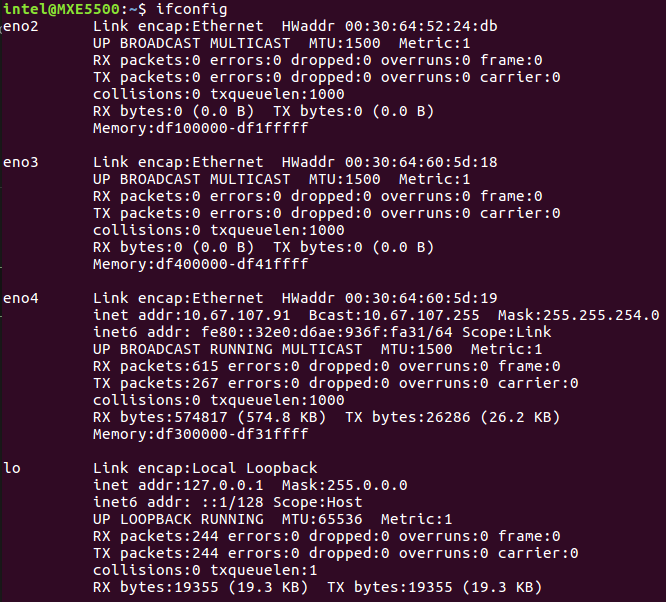 intel@MXE5500:~$ ifconfig
eno2      Link encap:Ethernet  HWaddr 00:30:64:52:24:db
          UP BROADCAST MULTICAST  MTU:1500  Metric:1
          RX packets:0 errors:0 dropped:0 overruns:0 frame:0
          TX packets:0 errors:0 dropped:0 overruns:0 carrier:0
          collisions:0 txqueuelen:1000
          RX bytes:0 (0.0 B)  TX bytes:0 (0.0 B)
          Memory:df100000-df1fffff
eno3      Link encap:Ethernet  HWaddr 00:30:64:60:5d:18
          UP BROADCAST MULTICAST  MTU:1500  Metric:1
          RX packets:0 errors:0 dropped:0 overruns:0 frame:0
          TX packets:0 errors:0 dropped:0 overruns:0 carrier:0
          collisions:0 txqueuelen:1000
          RX bytes:0 (0.0 B)  TX bytes:0 (0.0 B)
          Memory:df400000-df41ffff
eno4      Link encap:Ethernet  HWaddr 00:30:64:60:5d:19
          inet addr:10.67.107.91  Bcast:10.67.107.255  Mask:255.255.254.0
          inet6 addr: fe80::32e0:d6ae:936f:fa31/64 Scope:Link
          UP BROADCAST RUNNING MULTICAST  MTU:1500  Metric:1
          RX packets:615 errors:0 dropped:0 overruns:0 frame:0
          TX packets:267 errors:0 dropped:0 overruns:0 carrier:0
          collisions:0 txqueuelen:1000
          RX bytes:574817 (574.8 KB)  TX bytes:26286 (26.2 KB)
          Memory:df300000-df31ffff
lo        Link encap:Local Loopback
          inet addr:127.0.0.1  Mask:255.0.0.0
          inet6 addr: ::1/128 Scope:Host
          UP LOOPBACK RUNNING  MTU:65536  Metric:1
          RX packets:244 errors:0 dropped:0 overruns:0 frame:0
          TX packets:244 errors:0 dropped:0 overruns:0 carrier:0
          collisions:0 txqueuelen:1
          RX bytes:19355 (19.3 KB)  TX bytes:19355 (19.3 KB)